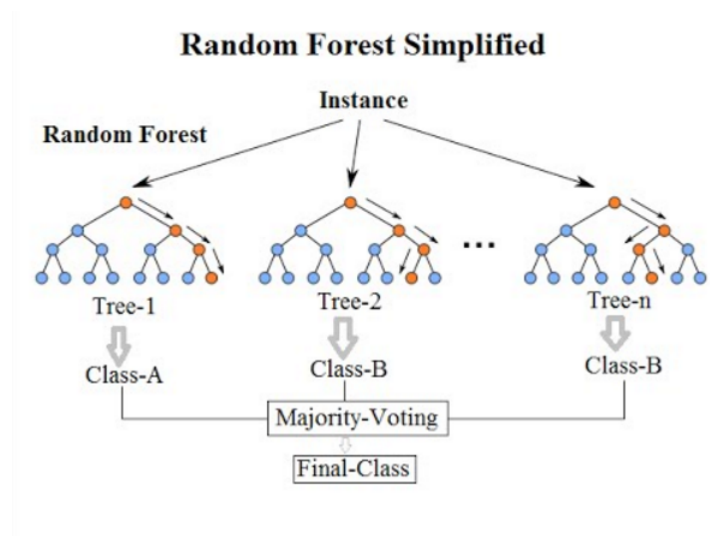 Random Forest Simplified
Instance
Random Forest
...
Tree-1
Tree-2
Tree-n
Class-A
Class-B
Class-B
Majority-Voting
Final-Class